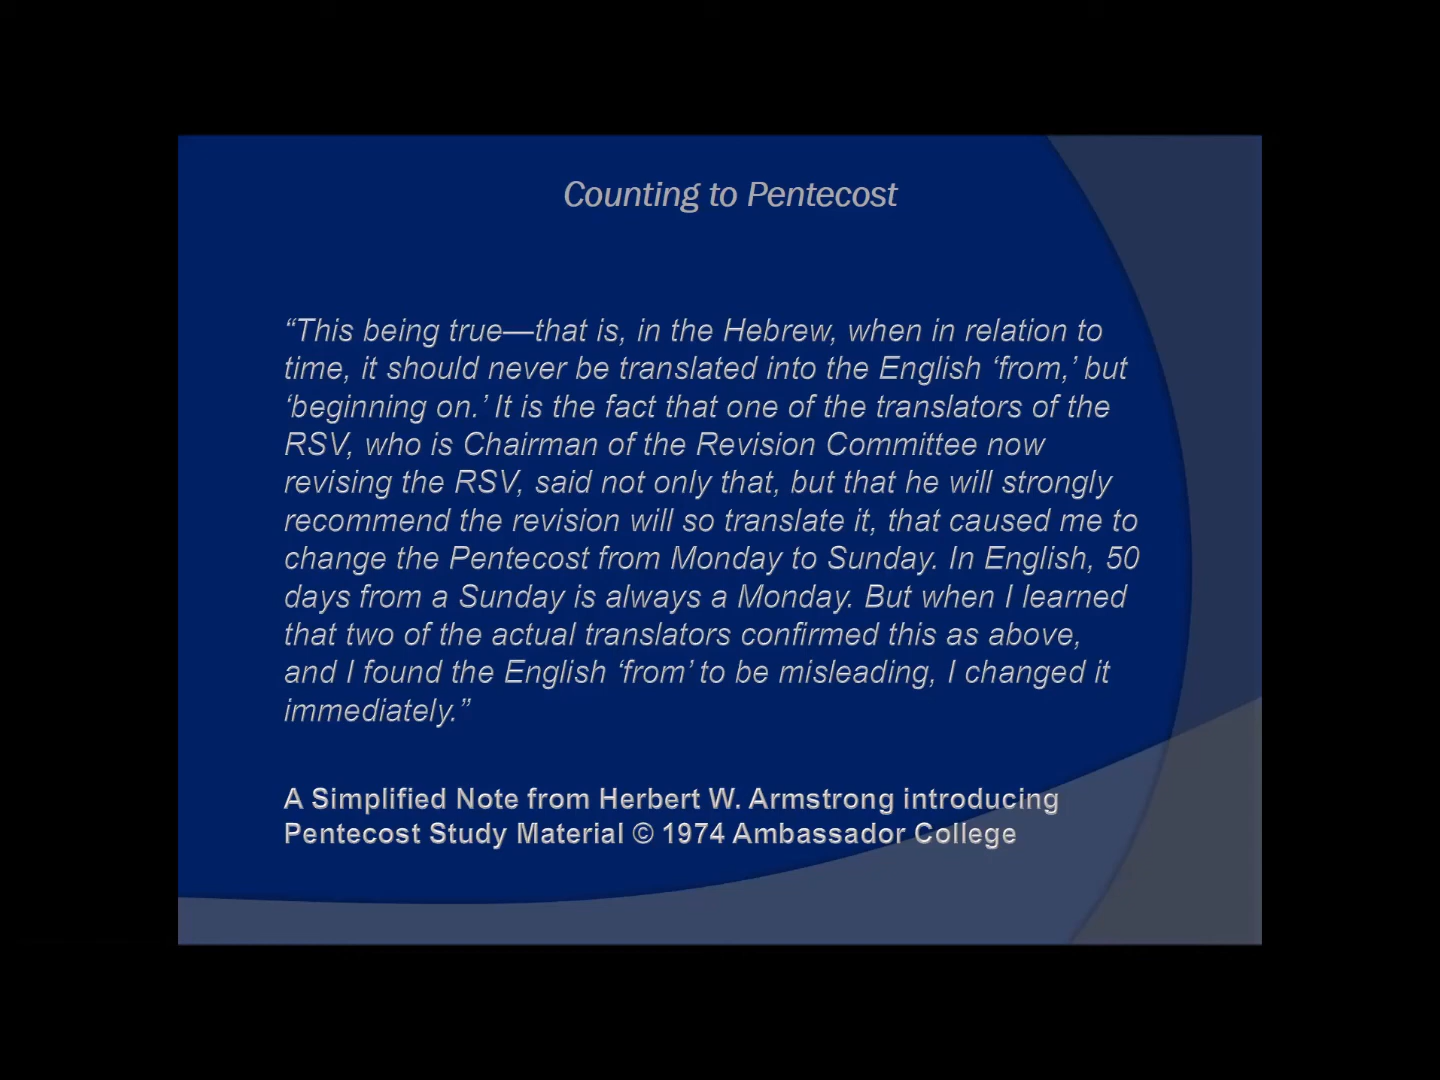 Counting to Pentecost
“This being true—that is, in the Hebrew, when in relation to
time, it should never be translated into the English ‘from,’ but
‘beginning on.’ It is the fact that one of the translators of the
RSV, who is Chairman of the Revision Committee now
revising the RSV, said not only that, but that he will strongly
recommend the revision will so translate it, that caused me to
change the Pentecost from Monday to Sunday. In English, 50
days from a Sunday is always a Monday. But when I learned
that two of the actual translators confirmed this as above,
and I found the English ‘from’ to be misleading, I changed it
immediately.”
A Simplified Note from Herbert W. Armstrong introducing
Pentecost Study Material © 1974 Ambassador College